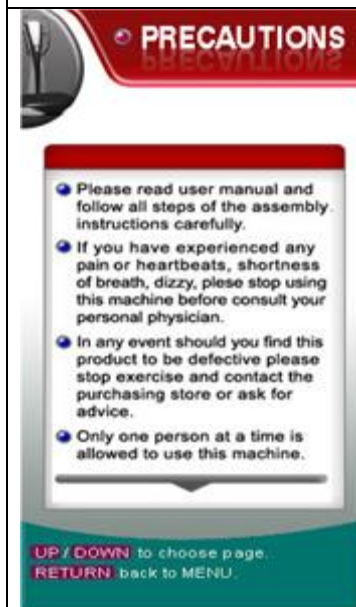 PRECAUTIONS
Please read user manual and
follow all steps of the assembly.
instructions carefully.
If you have experienced any
pain or heartbeats, shortness
of breath, dizzy, plese stop using
this machine before consult your
personal physician.
In any event should you find this
product to be defective please
stop exercise and contact the
purchasing store or ask for
advice.
Only one person at a time is
allowed to use this machine.
UP / DOWN to choose page.
RETURN back to MENU.